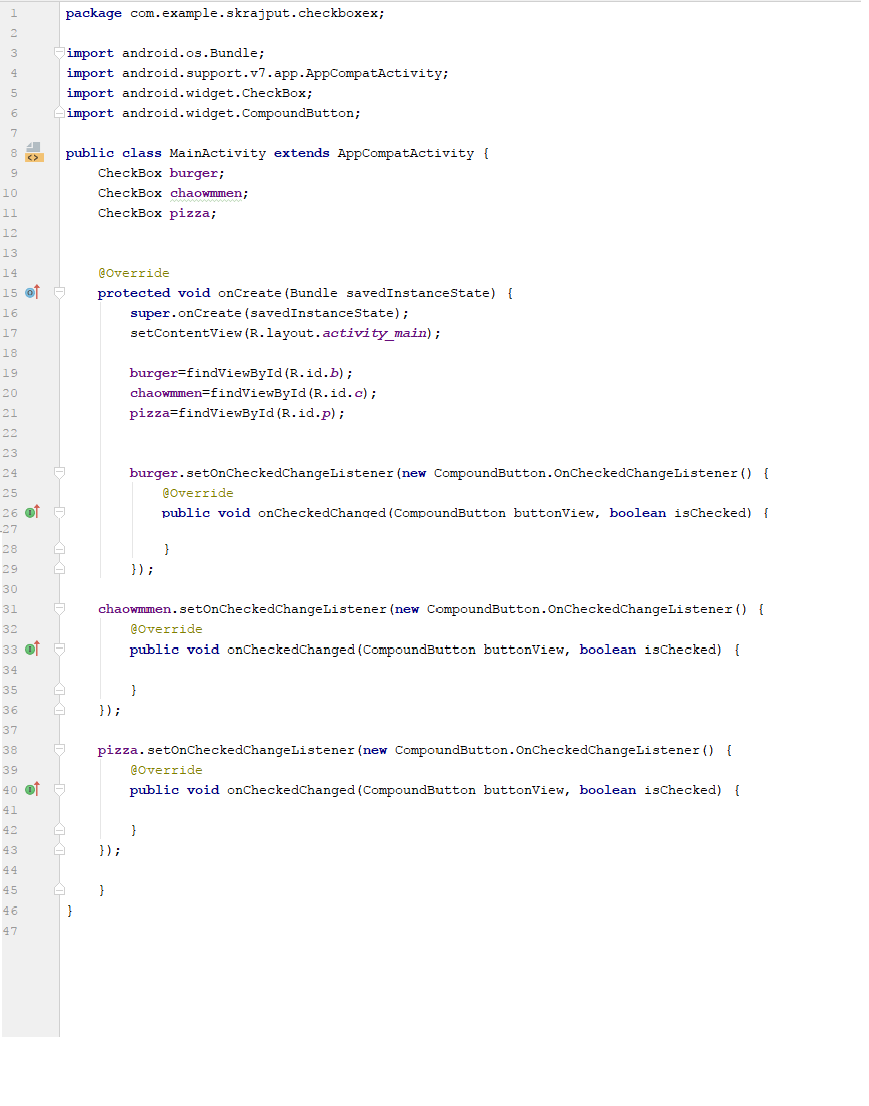 1 package com.example.skrajput.checkboxex;
2
3 import android.os.Bundle;
4 import android.support.v7.app.AppCompatActivity;
5 import android.widget.CheckBox;
6 import android.widget.CompoundButton;
7
8 public class MainActivity extends AppCompatActivity {
9 CheckBox burger;
10 CheckBox chaowmmen;
11 CheckBox pizza;
12
13
14 @Override
15 protected void onCreate(Bundle savedInstanceState) {
16 super.onCreate(savedInstanceState);
17 setContentView(R.layout.activity_main);
18
19 burger=findViewById(R.id.b);
20 chaowmmen=findViewById(R.id.c);
21 pizza=findViewById(R.id.p);
22
23
24 burger.setOnCheckedChangeListener(new CompoundButton.OnCheckedChangeListener() {
25 @Override
26 public void onCheckedChanged(CompoundButton buttonView, boolean isChecked) {
27
28 }
29 });
30
31 chaowmmen.setOnCheckedChangeListener(new CompoundButton.OnCheckedChangeListener() {
32 @Override
33 public void onCheckedChanged(CompoundButton buttonView, boolean isChecked) {
34
35 }
36 });
37
38 pizza.setOnCheckedChangeListener(new CompoundButton.OnCheckedChangeListener() {
39 @Override
40 public void onCheckedChanged(CompoundButton buttonView, boolean isChecked) {
41
42 }
43 });
44
45 }
46 }
47